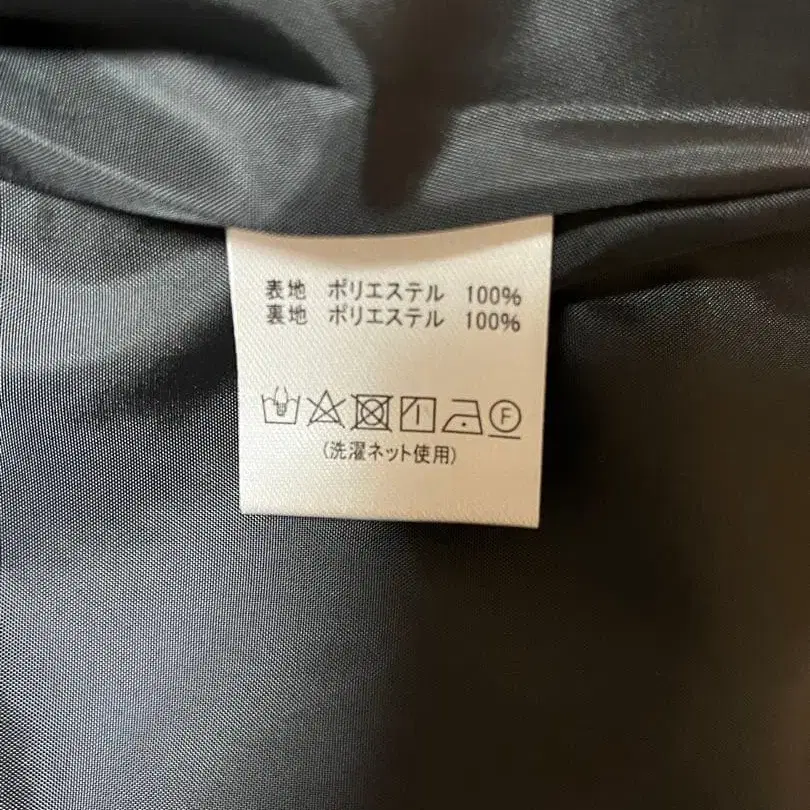 表地 ポリエステル 100%
裏地 ポリエステル 100%
F
(洗濯ネット使用)